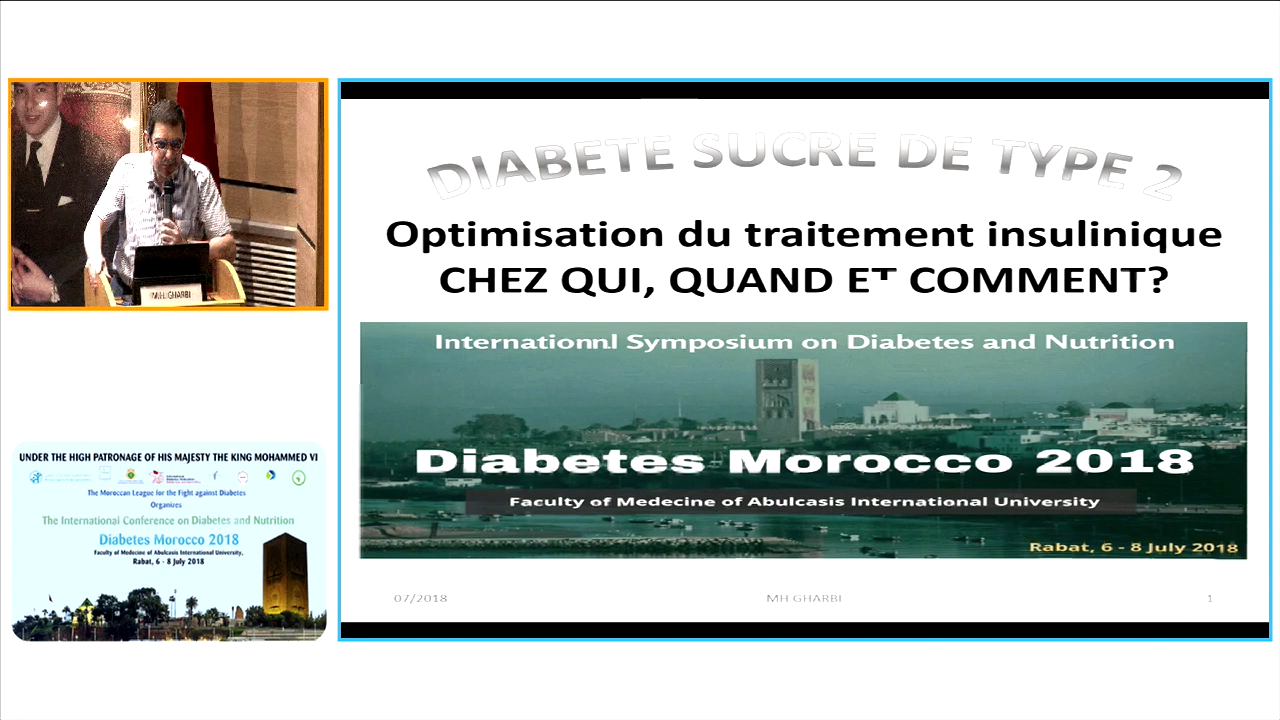 M.H. GHARBI
UNDER THE HIGH PATRONAGE OF HIS MAJESTY THE KING MOHAMMED VI
The Moroccan League for the Fight against Diabetes
Organizes
The International Conference on Diabetes and Nutrition
Diabetes Morocco 2018
Faculty of Medecine of Abulcasis International University,
Rabat, 6 - 8 July 2018
DIABETE SUCRE DE TYPE 2
Optimisation du traitement insulinique
CHEZ QUI, QUAND ET COMMENT?
Internationnl Symposium on Diabetes and Nutrition
Diabetes Morocco 2018
Faculty of Medecine of Abulcasis International University
Rabat, 6 - 8 July 2018
07/2018 MH GHARBI 1